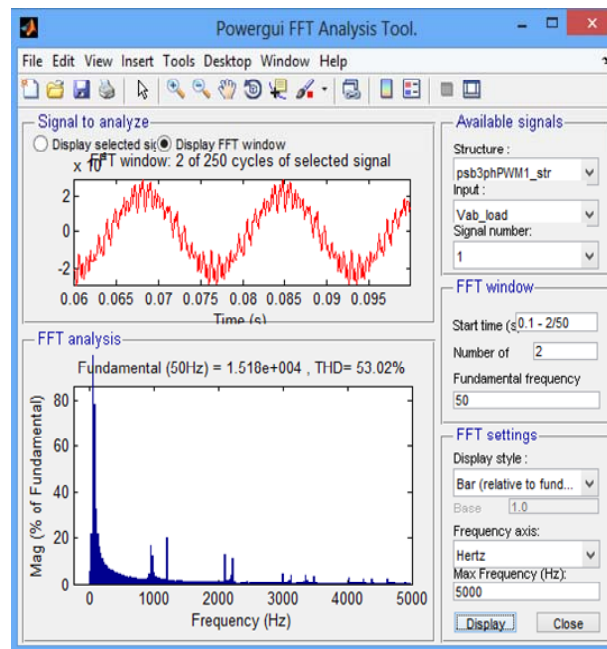 Powergui FFT Analysis Tool.
File Edit View Insert Tools Desktop Window Help
Signal to analyze
Display selected sig Display FFT window
FFT window: 2 of 250 cycles of selected signal
2
0
-2
0.06 0.065 0.07 0.075 0.08 0.085 0.09 0.095
Time (s)
FFT analysis
Fundamental (50Hz) = 1.518e+004 , THD= 53.02%
Mag (% of Fundamental)
80
60
40
20
0
0 1000 2000 3000 4000 5000
Frequency (Hz)
Available signals
Structure :
psb3phPWM1_str
Input :
Vab_load
Signal number:
1
FFT window
Start time (s 0.1 - 2/50
Number of 2
Fundamental frequency
50
FFT settings
Display style :
Bar (relative to fund...
Base 1.0
Frequency axis:
Hertz
Max Frequency (Hz):
5000
Display Close